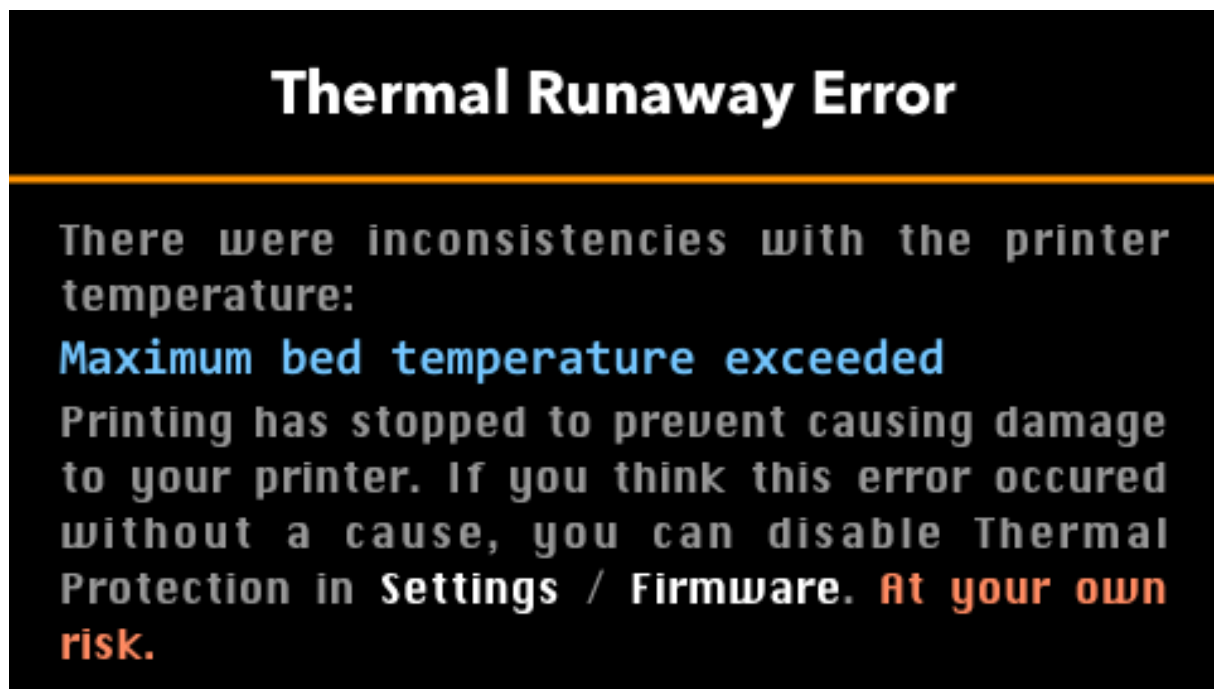 Thermal Runaway Error
There were inconsistencies with the printer
temperature:
Maximum bed temperature exceeded
Printing has stopped to prevent causing damage
to your printer. If you think this error occured
without a cause, you can disable Thermal
Protection in Settings / Firmware. At your own
risk.